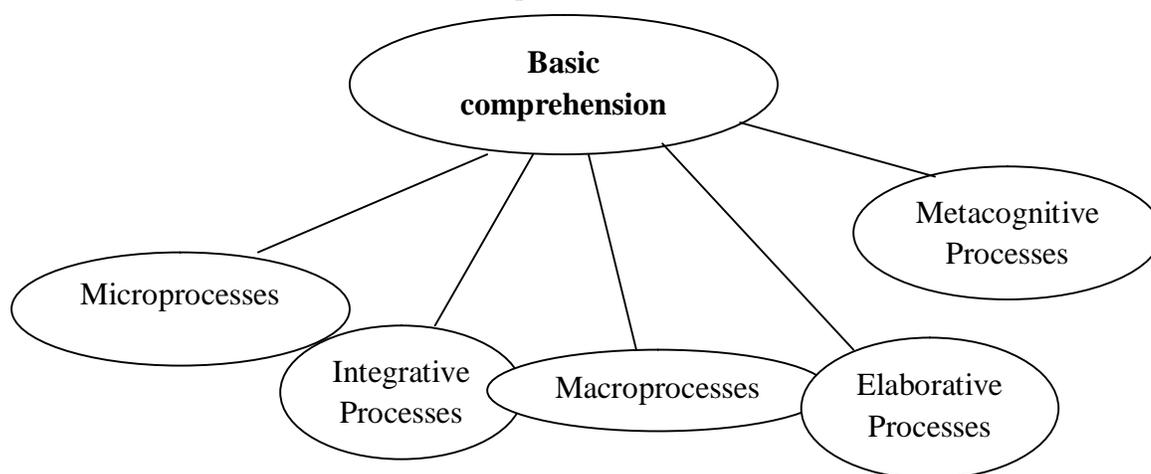 Basic
comprehension
Metacognitive
Processes
Microprocesses
Integrative
Processes
Macroprocesses
Elaborative
Processes